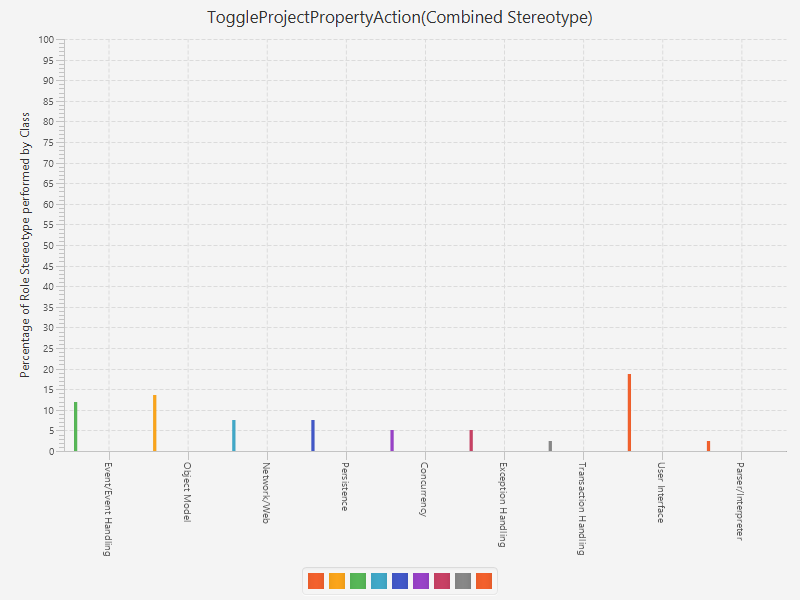 ToggleProjectPropertyAction(Combined Stereotype)
Percentage of Role Stereotype performed by Class
100
95
90
85
80
75
70
65
60
55
50
45
40
35
30
25
20
15
10
5
0
Event/Event Handling
Object Model
Network/Web
Persistence
Concurrency
Exception Handling
Transaction Handling
User Interface
Parser/Interpreter